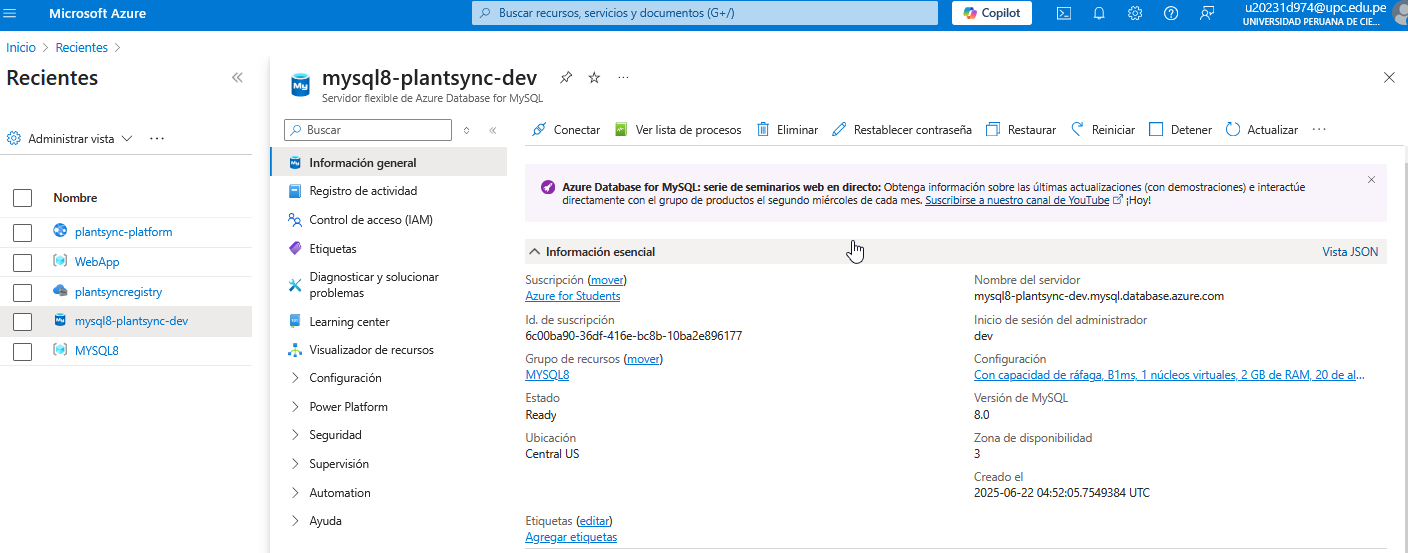 Microsoft Azure
Buscar recursos, servicios y documentos (G+/)
Copilot
u20231d974@upc.edu.pe
UNIVERSIDAD PERUANA DE CIE...
Inicio > Recientes >
Recientes
Administrar vista
Nombre
plantsync-platform
WebApp
plantsyncregistry
mysql8-plantsync-dev
MYSQL8
mysql8-plantsync-dev
Servidor flexible de Azure Database for MySQL
Buscar
Información general
Registro de actividad
Control de acceso (IAM)
Etiquetas
Diagnosticar y solucionar
problemas
Learning center
Visualizador de recursos
Configuración
Power Platform
Seguridad
Supervisión
Automation
Ayuda
Conectar Ver lista de procesos Eliminar Restablecer contraseña Restaurar Reiniciar Detener Actualizar
Azure Database for MySQL: serie de seminarios web en directo: Obtenga información sobre las últimas actualizaciones (con demostraciones) e interactúe
directamente con el grupo de productos el segundo miércoles de cada mes. Suscribirse a nuestro canal de YouTube ¡Hoy!
Información esencial
Vista JSON
Suscripción (mover)
Azure for Students
Id. de suscripción
6c00ba90-36df-416e-bc8b-10ba2e896177
Grupo de recursos (mover)
MYSQL8
Estado
Ready
Ubicación
Central US
Nombre del servidor
mysql8-plantsync-dev.mysql.database.azure.com
Inicio de sesión del administrador
dev
Configuración
Con capacidad de ráfaga, B1ms, 1 núcleos virtuales, 2 GB de RAM, 20 de al...
Versión de MySQL
8.0
Zona de disponibilidad
3
Creado el
2025-06-22 04:52:05.7549384 UTC
Etiquetas (editar)
Agregar etiquetas